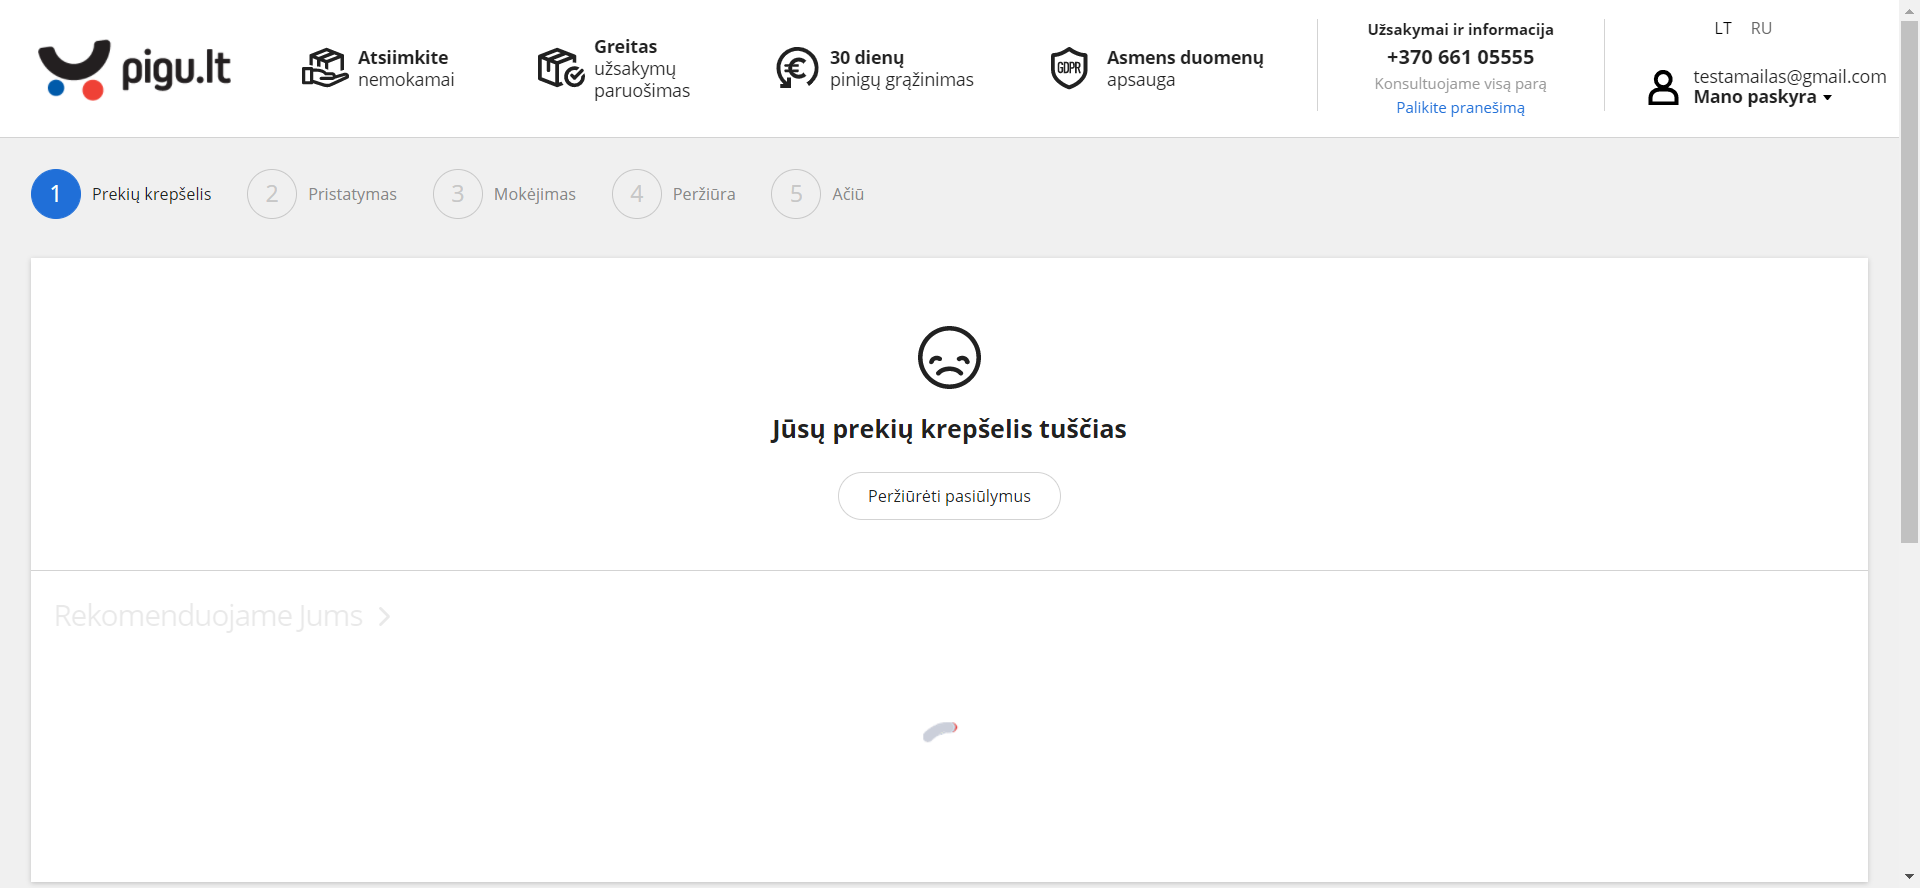 pigu.lt
Atsiimkite
nemokamai
Greitas
užsakymų
paruošimas
30 dienų
pinigų grąžinimas
GDPR
Asmens duomenų
apsauga
Užsakymai ir informacija
+370 661 05555
Konsultuojame visą parą
Palikite pranešimą
LT RU
testamailas@gmail.com
Mano paskyra
1 Prekių krepšelis 2 Pristatymas 3 Mokėjimas 4 Peržiūra 5 Ačiū
Jūsų prekių krepšelis tuščias
Peržiūrėti pasiūlymus
Rekomenduojame Jums